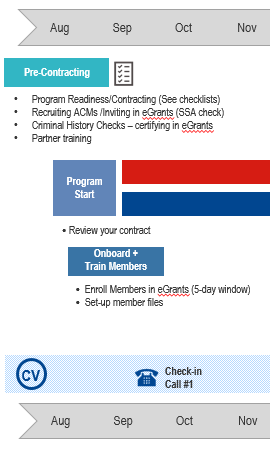 Aug Sep Oct Nov
Pre-Contracting
• Program Readiness/Contracting (See checklists)
• Recruiting ACMs /Inviting in eGrants (SSA check)
• Criminal History Checks – certifying in eGrants
• Partner training
Program
Start
• Review your contract
Onboard +
Train Members
• Enroll Members in eGrants (5-day window)
• Set-up member files
CV
Check-in
Call #1
Aug Sep Oct Nov